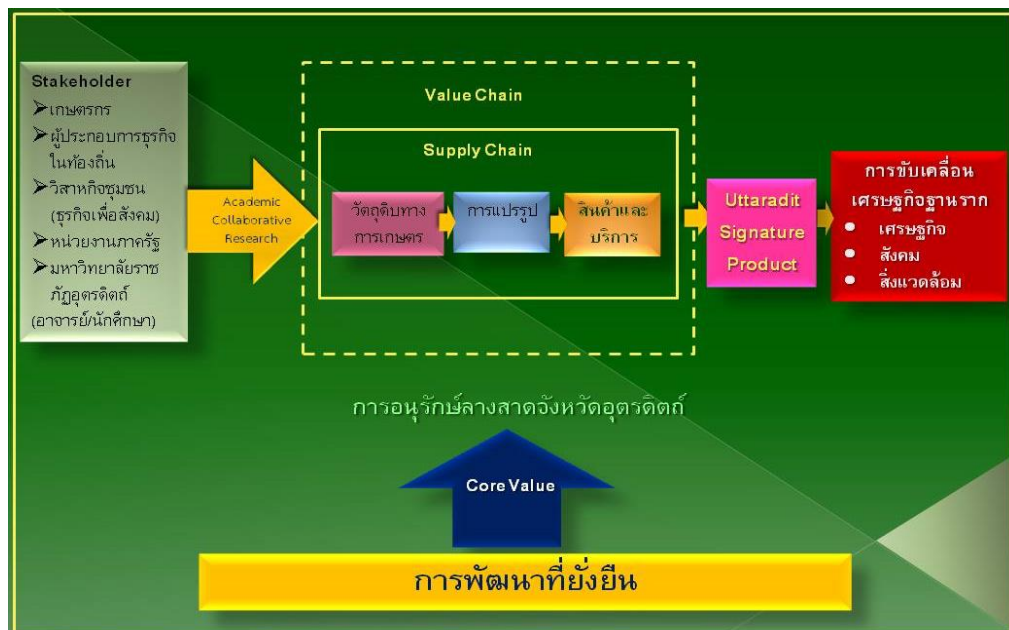 Stakeholder
➢เกษตรกร
➢ผู้ประกอบการธุรกิจ
ในท้องถิ่น
➢วิสาหกิจชุมชน
(ธุรกิจเพื่อสังคม)
➢หน่วยงานภาครัฐ
➢มหาวิทยาลัยราช
ภัฏอุตรดิตถ์
(อาจารย์/นักศึกษา)
Academic
Collaborative
Research
Value Chain
Supply Chain
วัตถุดิบทาง
การเกษตร
การแปรรูป
สินค้าและ
บริการ
Uttaradit
Signature
Product
การขับเคลื่อน
เศรษฐกิจฐานราก
• เศรษฐกิจ
• สังคม
• สิ่งแวดล้อม
การอนุรักษ์ลางสาดจังหวัดอุตรดิตถ์
Core Value
การพัฒนาที่ยั่งยืน